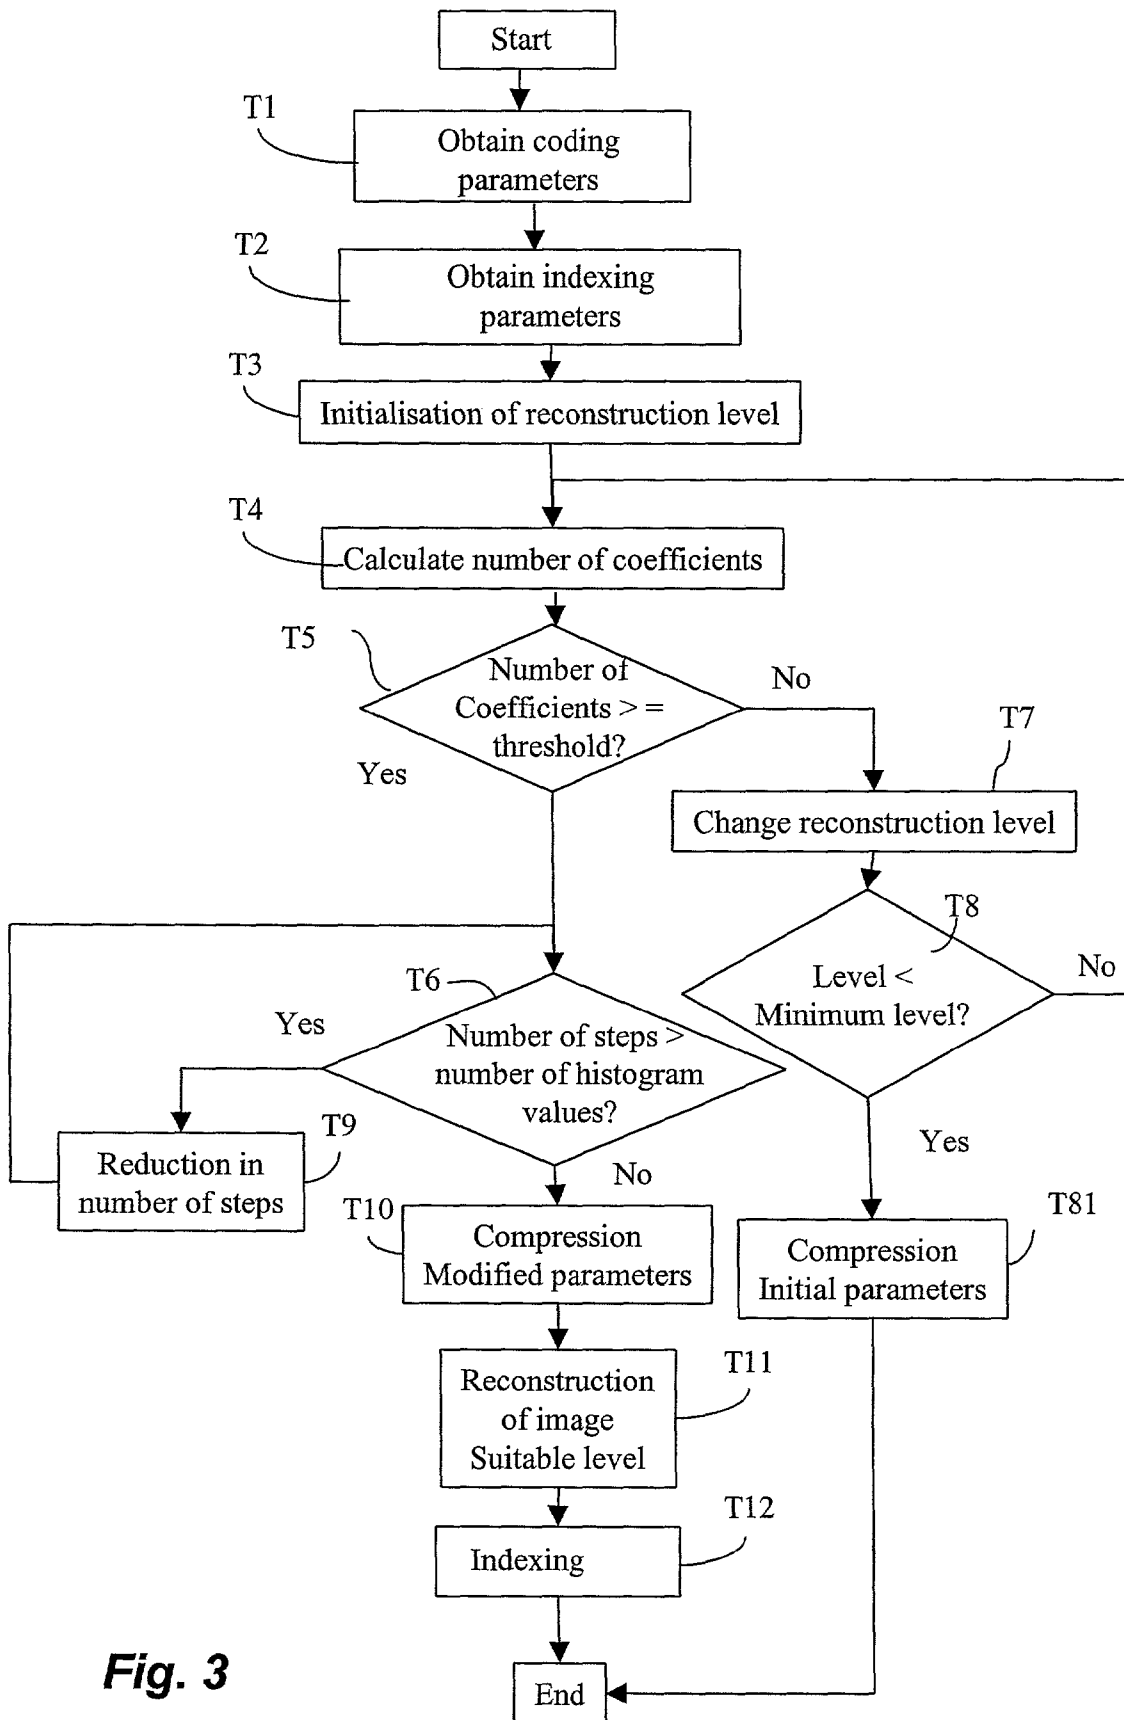 Start
T1
Obtain coding
parameters
T2
Obtain indexing
parameters
T3
Initialisation of reconstruction level
T4
Calculate number of coefficients
T5
Number of
Coefficients > =
threshold?
No
Yes
T7
Change reconstruction level
T8
Level <
Minimum level?
No
Yes
T6
Number of steps >
number of histogram
values?
Yes
No
T9
Reduction in
number of steps
T10
Compression
Modified parameters
T81
Compression
Initial parameters
T11
Reconstruction
of image
Suitable level
T12
Indexing
End
Fig. 3